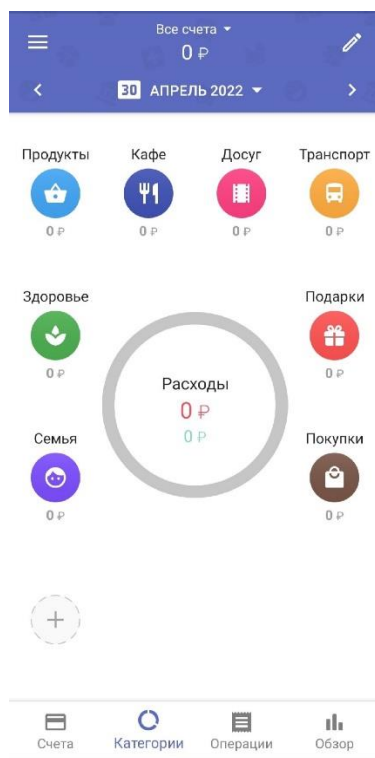 Все счета
0 ₽
30 АПРЕЛЬ 2022
Продукты Кафе Досуг Транспорт
0 ₽ 0 ₽ 0 ₽ 0 ₽
Здоровье Подарки
0 ₽ 0 ₽
Расходы
0 ₽
0 ₽
Семья Покупки
0 ₽ 0 ₽
Счета Категории Операции Обзор